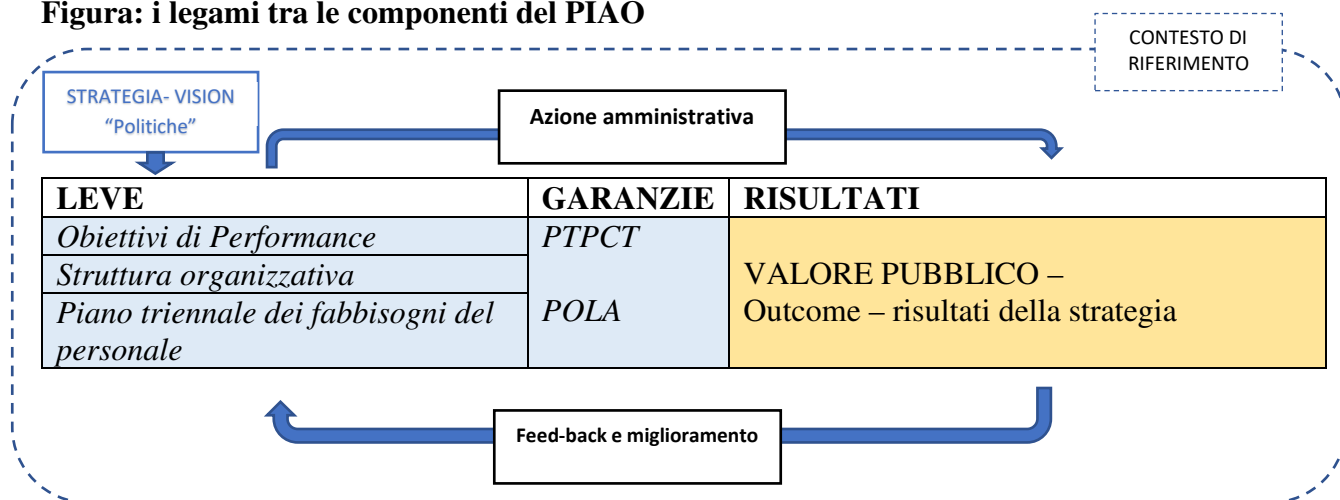 Figura: i legami tra le componenti del PIAO
CONTESTO DI
RIFERIMENTO
STRATEGIA- VISION
“Politiche”
Azione amministrativa
LEVE
GARANZIE
RISULTATI
Obiettivi di Performance
PTPCT
Struttura organizzativa
VALORE PUBBLICO –
Piano triennale dei fabbisogni del
personale
POLA
Outcome – risultati della strategia
Feed-back e miglioramento